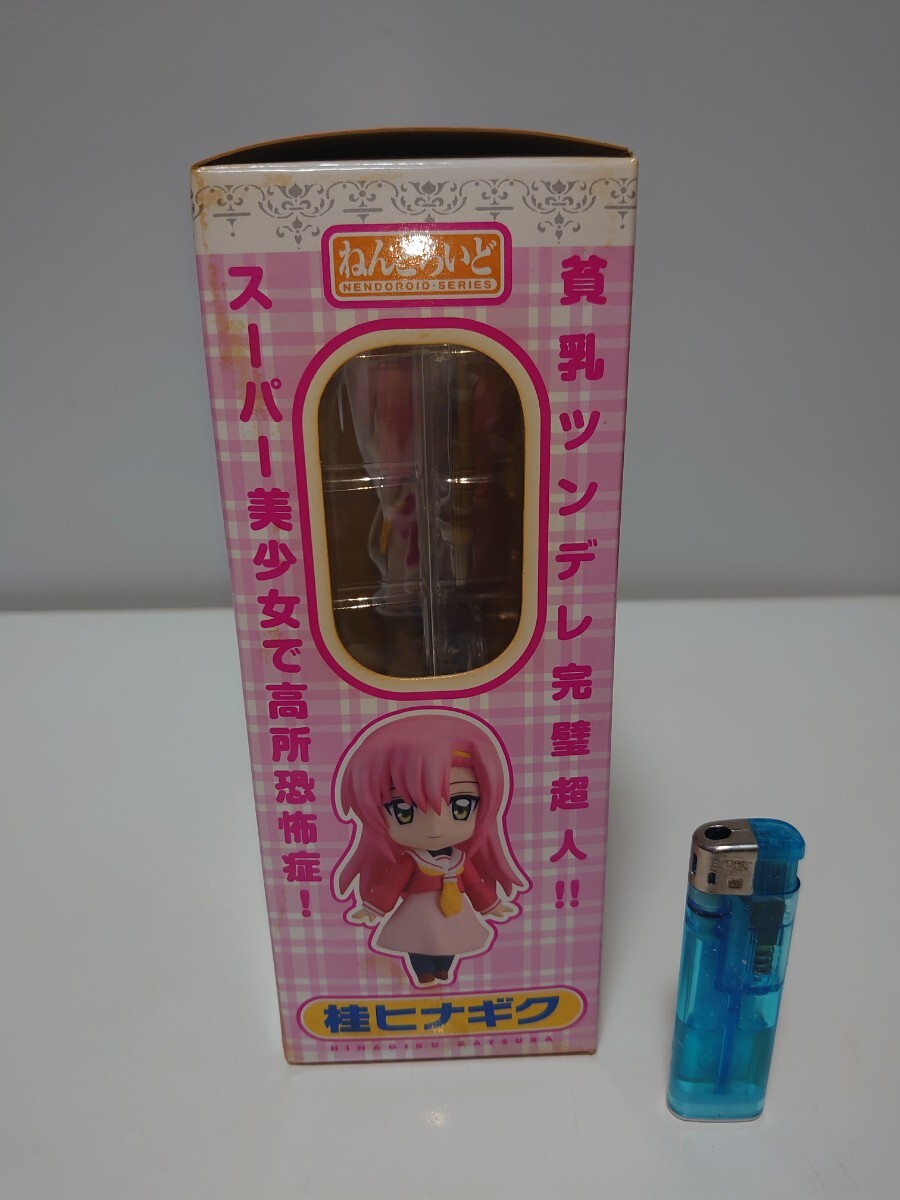 ねんどろいど
NENDOROID・SERIES
貧乳ツンデレ完璧超人!!
スーパー美少女で高所恐怖症!
桂ヒナギク
HINAGIKU KATSURA